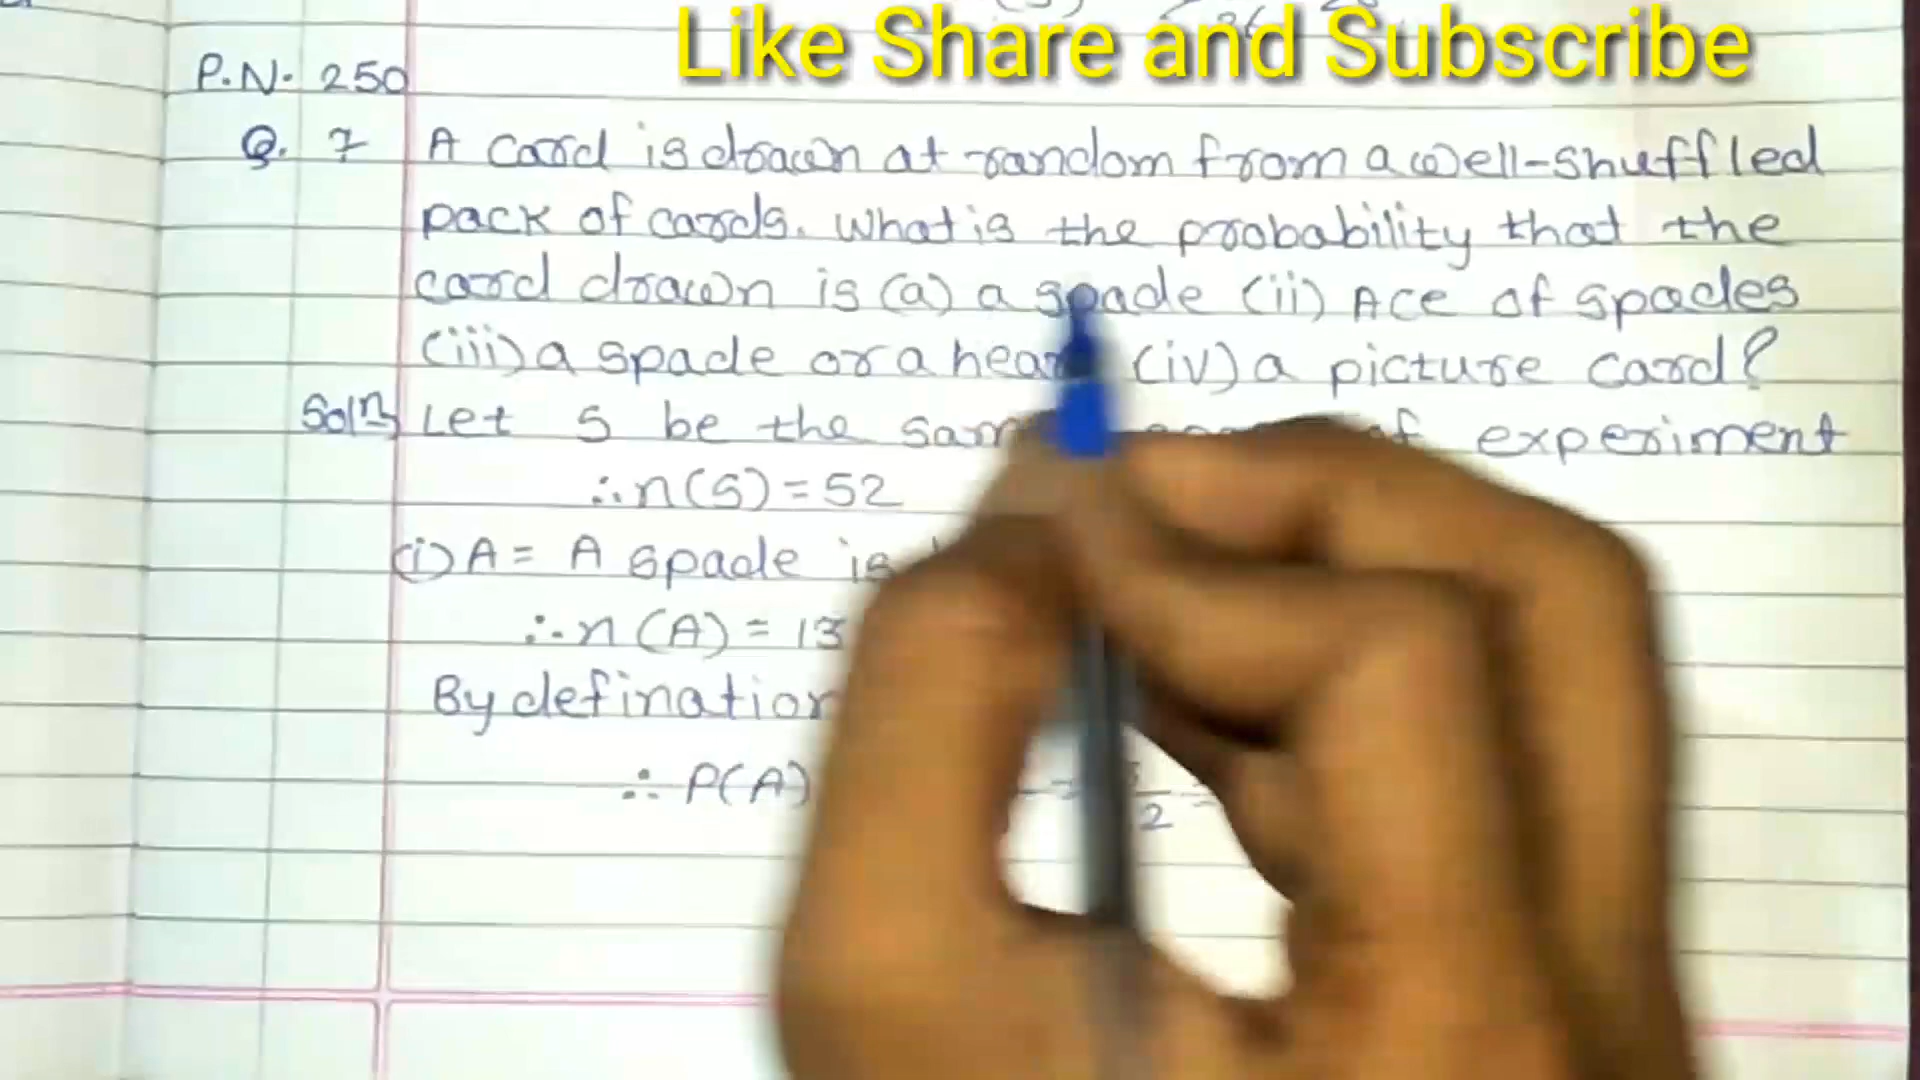 Like Share and Subscribe
P.N. 250
Q. 7 A card is drawn at random from a well-shuffled
pack of cards. What is the probability that the
card drawn is (a) a spade (ii) Ace of spades
(iii) a spade or a (iv) a picture card?
Soln Let S be the of experiment
∴ n(S) = 52
(i) A = A spade is
∴ n(A) = 13
By defination
∴ P(A)